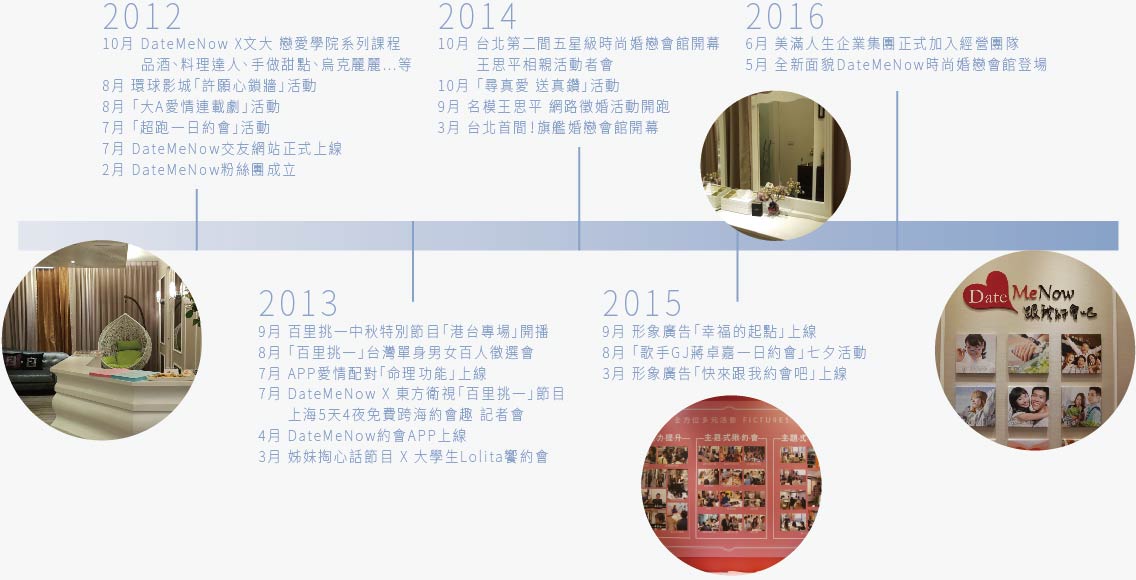 2012
10月 DateMeNow X文大 戀愛學院系列課程
品酒、料理達人、手做甜點、烏克麗麗...等
8月 環球影城「許願心鎖牆」活動
8月 「大A愛情連載劇」活動
7月 「超跑一日約會」活動
7月 DateMeNow交友網站正式上線
2月 DateMeNow粉絲團成立
2014
10月 台北第二間五星級時尚婚戀會館開幕
王思平相親活動者會
10月 「尋真愛 送真鑽」活動
9月 名模王思平 網路徵婚活動開跑
3月 台北首間!旗艦婚戀會館開幕
2016
6月 美滿人生企業集團正式加入經營團隊
5月 全新面貌DateMeNow時尚婚戀會館登場
2013
9月 百里挑一中秋特別節目「港台專場」開播
8月 「百里挑一」台灣單身男女百人徵選會
7月 APP愛情配對「命理功能」上線
7月 DateMeNow X 東方衛視「百里挑一」節目
上海5天4夜免費跨海約會趣 記者會
4月 DateMeNow約會APP上線
3月 姊妹掏心話節目 X 大學生Lolita饗約會
2015
9月 形象廣告「幸福的起點」上線
8月 「歌手GJ蔣卓嘉一日約會」七夕活動
3月 形象廣告「快來跟我約會吧」上線
Date MeNow
跟我約會吧
全方位多元活動 PICTURES
力提升
主題式揪約會
主題式